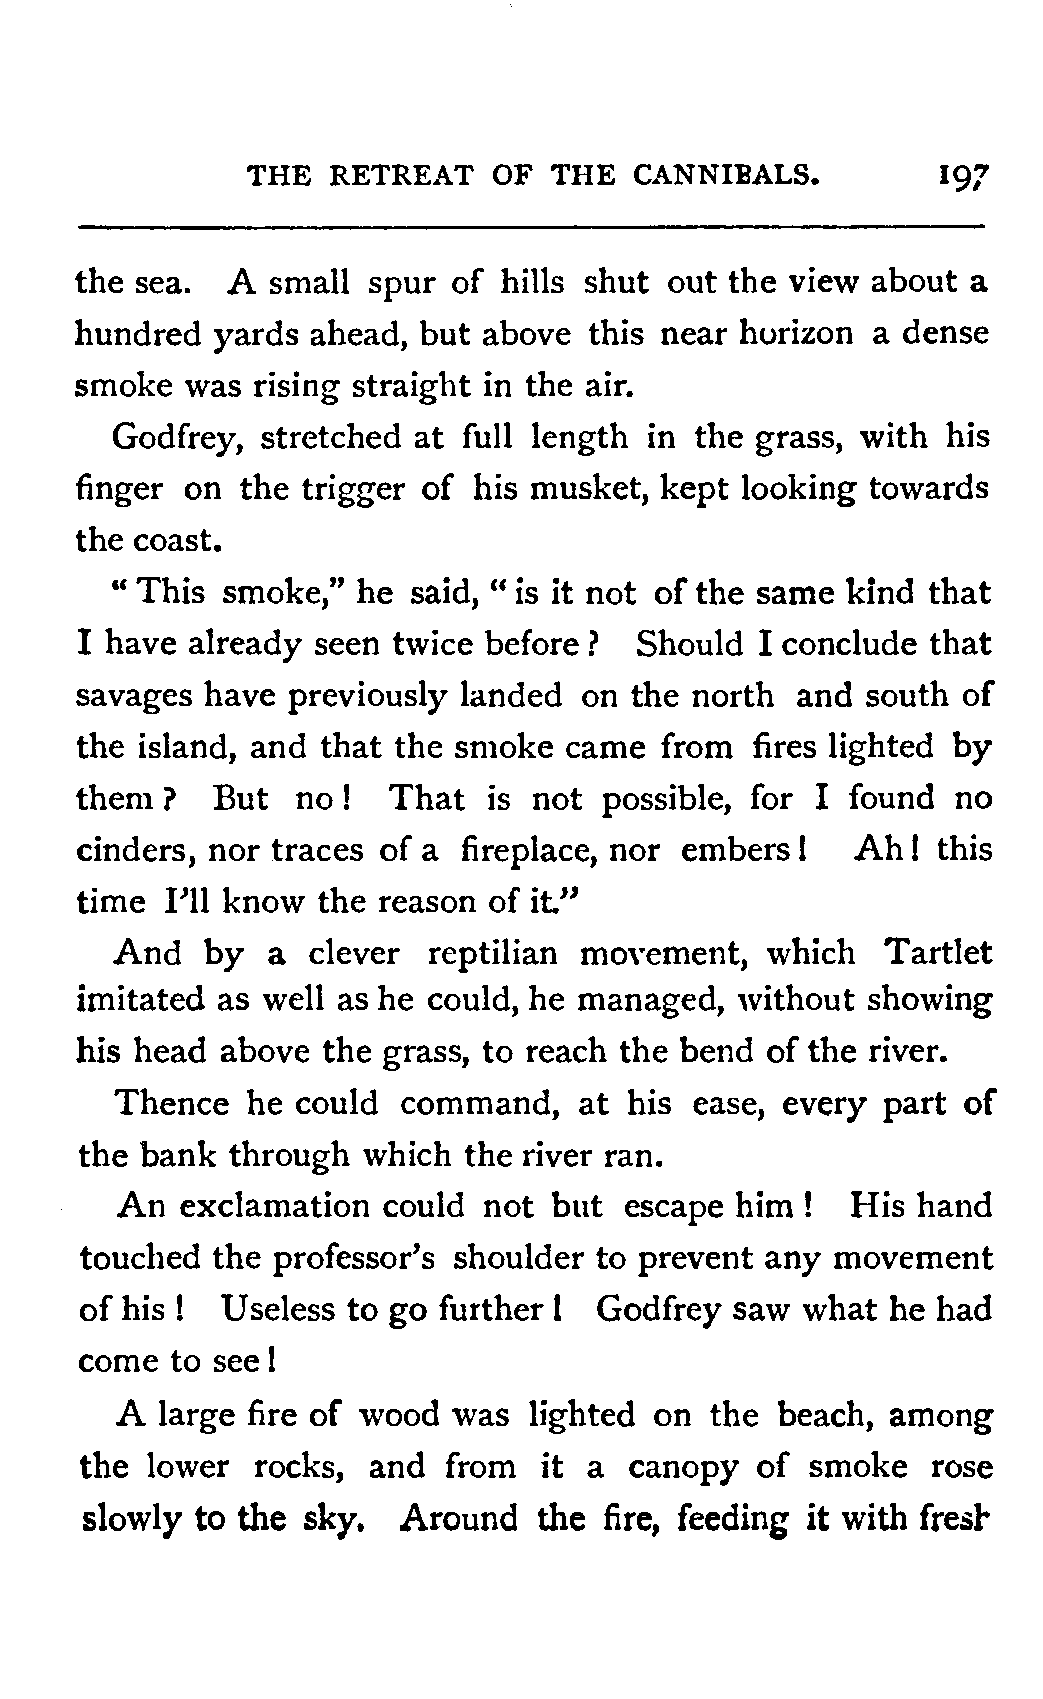 THE RETREAT OF THE CANNIBALS. 197
the sea. A small spur of hills shut out the view about a
hundred yards ahead, but above this near horizon a dense
smoke was rising straight in the air.
Godfrey, stretched at full length in the grass, with his
finger on the trigger of his musket, kept looking towards
the coast.
“ This smoke,” he said, “ is it not of the same kind that
I have already seen twice before ? Should I conclude that
savages have previously landed on the north and south of
the island, and that the smoke came from fires lighted by
them ? But no ! That is not possible, for I found no
cinders, nor traces of a fireplace, nor embers ! Ah ! this
time I’ll know the reason of it.”
And by a clever reptilian movement, which Tartlet
imitated as well as he could, he managed, without showing
his head above the grass, to reach the bend of the river.
Thence he could command, at his ease, every part of
the bank through which the river ran.
An exclamation could not but escape him ! His hand
touched the professor’s shoulder to prevent any movement
of his ! Useless to go further ! Godfrey saw what he had
come to see !
A large fire of wood was lighted on the beach, among
the lower rocks, and from it a canopy of smoke rose
slowly to the sky. Around the fire, feeding it with fresh